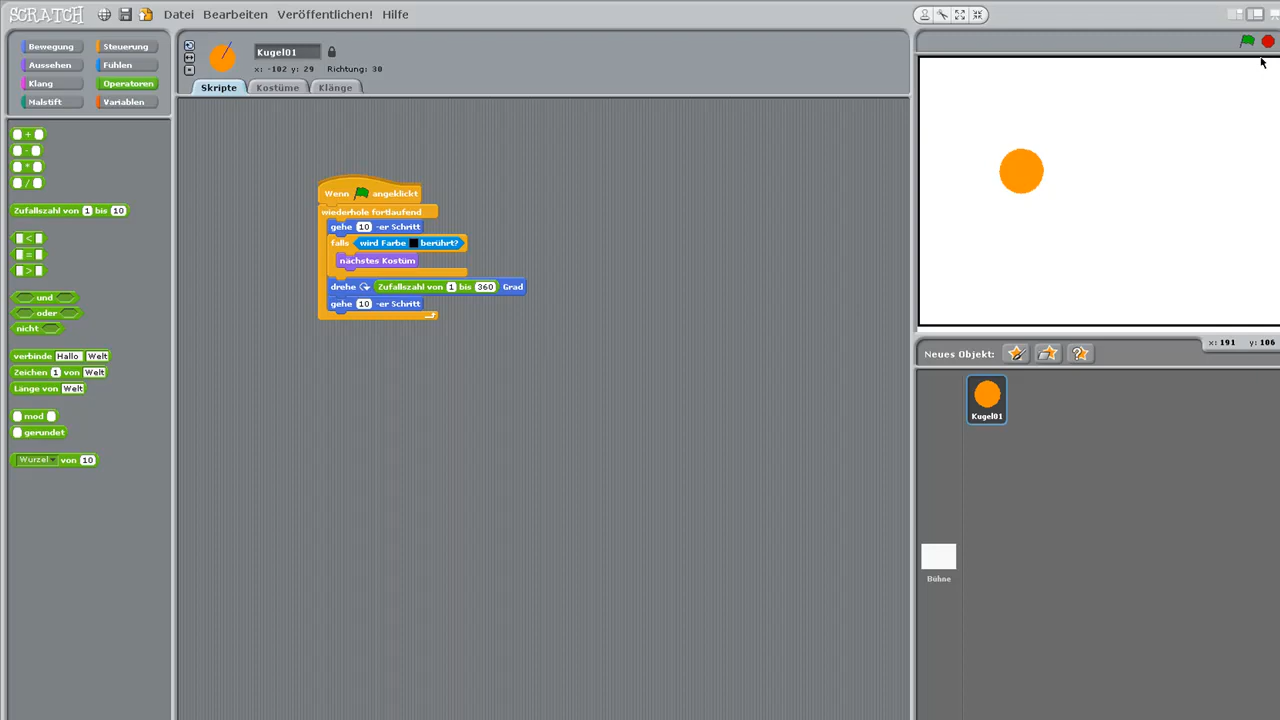 SCRATCH Datei Bearbeiten Veröffentlichen! Hilfe
Bewegung Steuerung
Aussehen Fühlen
Klang Operatoren
Malstift Variablen
Kugel01
x: -102 y: 29 Richtung: 30
Skripte Kostüme Klänge
+
-
*
/
Zufallszahl von 1 bis 10
<
=
>
und
oder
nicht
verbinde Hallo Welt
Zeichen 1 von Welt
Länge von Welt
mod
gerundet
Wurzel von 10
Wenn angeklickt
wiederhole fortlaufend
gehe 10 -er Schritt
falls wird Farbe berührt?
nächstes Kostüm
drehe Zufallszahl von 1 bis 360 Grad
gehe 10 -er Schritt
x: 191 y: 106
Neues Objekt:
Kugel01
Bühne